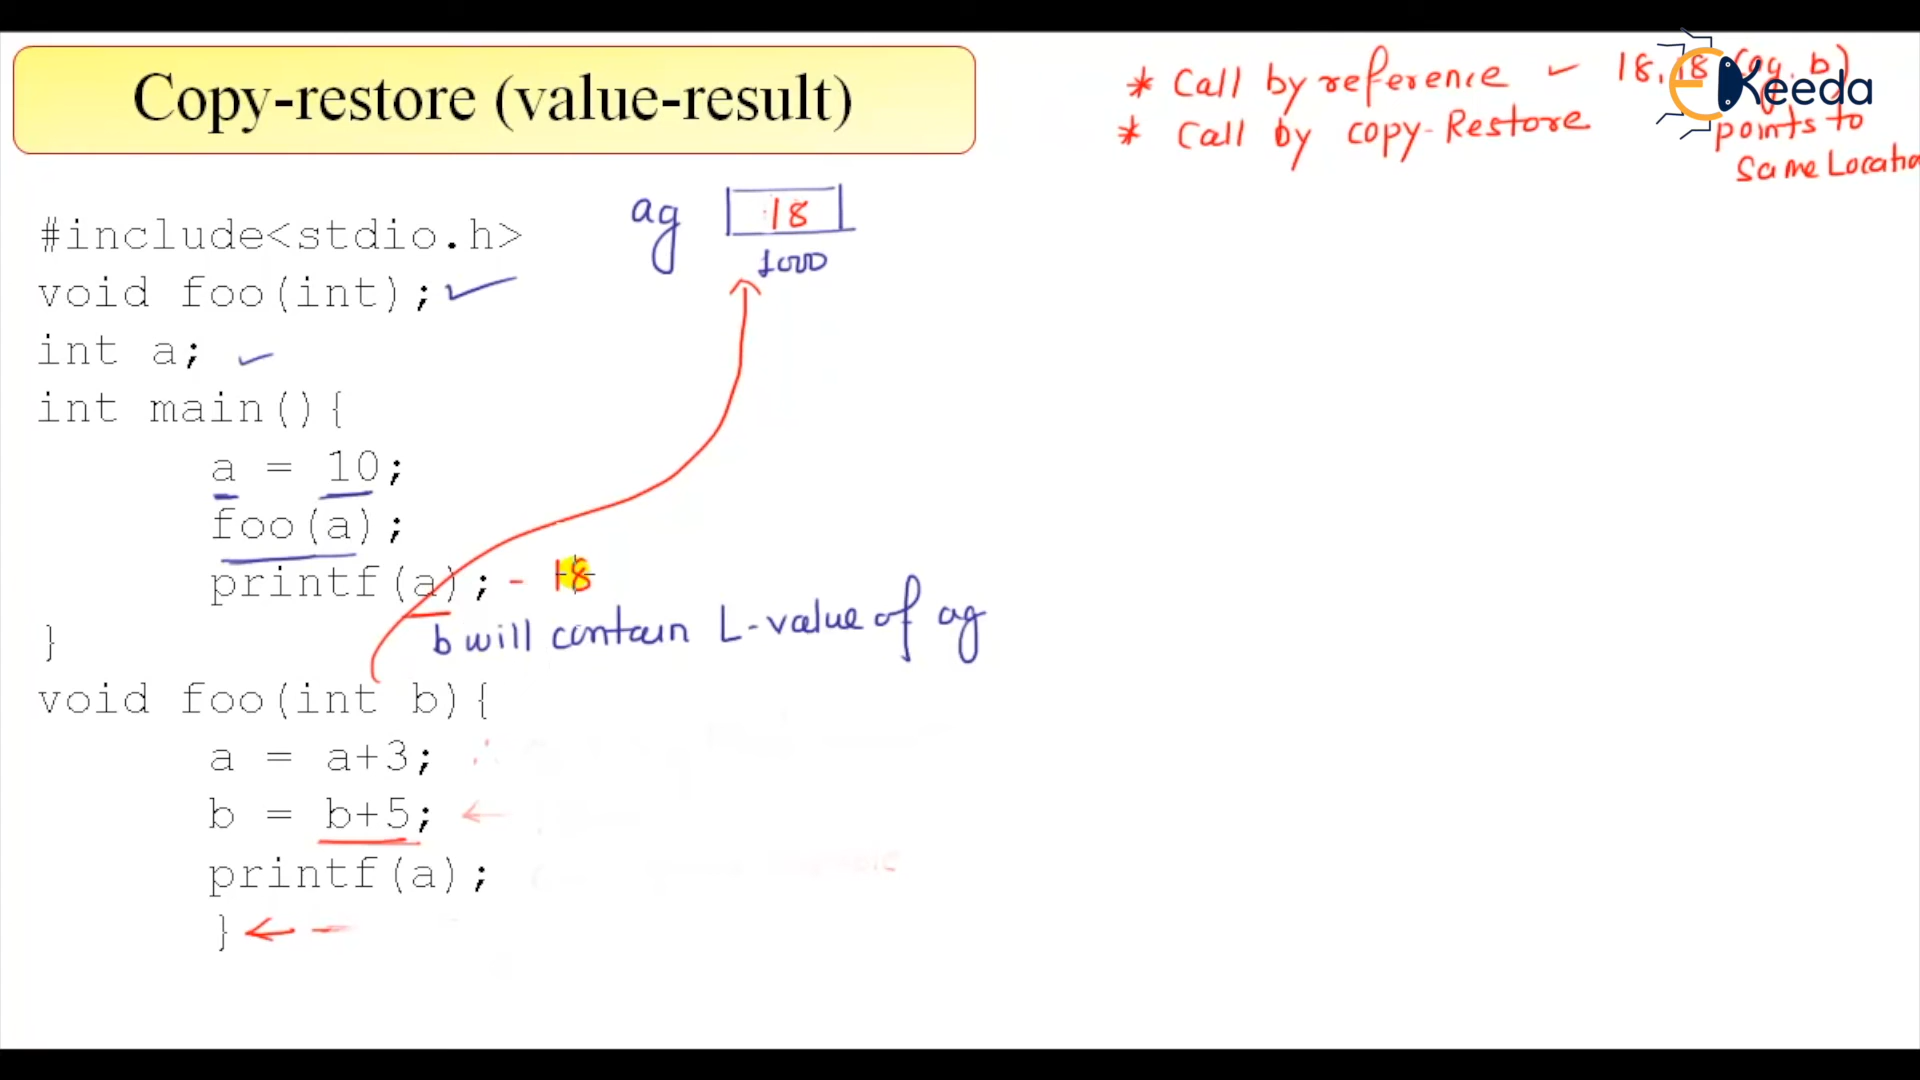 Copy-restore (value-result)
* Call by reference - 18, 18 (ag, b)
* Call by copy-Restore points to
Same Locatio
Keeda
#include<stdio.h>
void foo(int);
int a;
int main(){
a = 10;
foo(a);
printf(a); - 18
}
void foo(int b){
a = a+3;
b = b+5;
printf(a);
}
ag 18
1000
b will contain L-value of ag